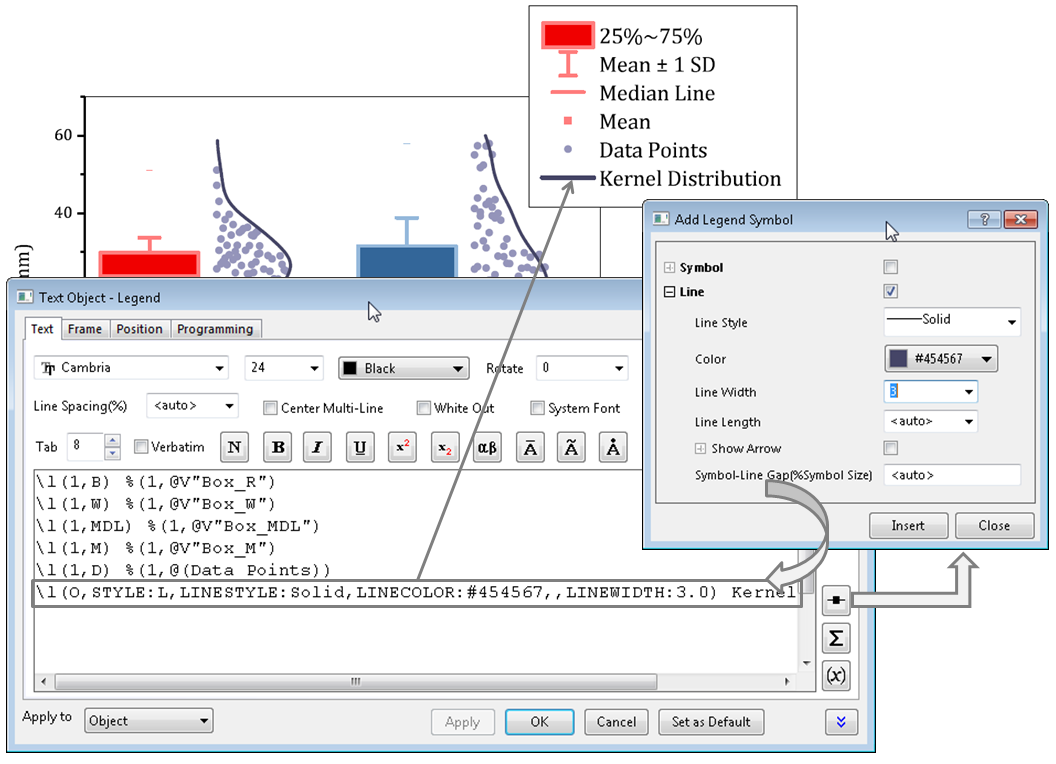 25%~75%
Mean ± 1 SD
Median Line
Mean
Data Points
Kernel Distribution
60
40
mm)
Add Legend Symbol
?
Symbol
Line
Line Style
Solid
Color
#454567
Line Width
3
Line Length
<auto>
Show Arrow
Symbol-Line Gap(%Symbol Size)
<auto>
Insert
Close
Text Object - Legend
Text Frame Position Programming
Cambria 24 Black Rotate 0
Line Spacing(%) <auto> Center Multi-Line White Out System Font
Tab 8 Verbatim N B I U x² x₂ αβ Ā Ã Å
\l(1,B) %(1,@V"Box_R")
\l(1,W) %(1,@V"Box_W")
\l(1,MDL) %(1,@V"Box_MDL")
\l(1,M) %(1,@V"Box_M")
\l(1,D) %(1,@(Data Points))
\l(O,STYLE:L,LINESTYLE:Solid,LINECOLOR:#454567,,LINEWIDTH:3.0) Kernel
Σ
(x)
Apply to Object Apply OK Cancel Set as Default